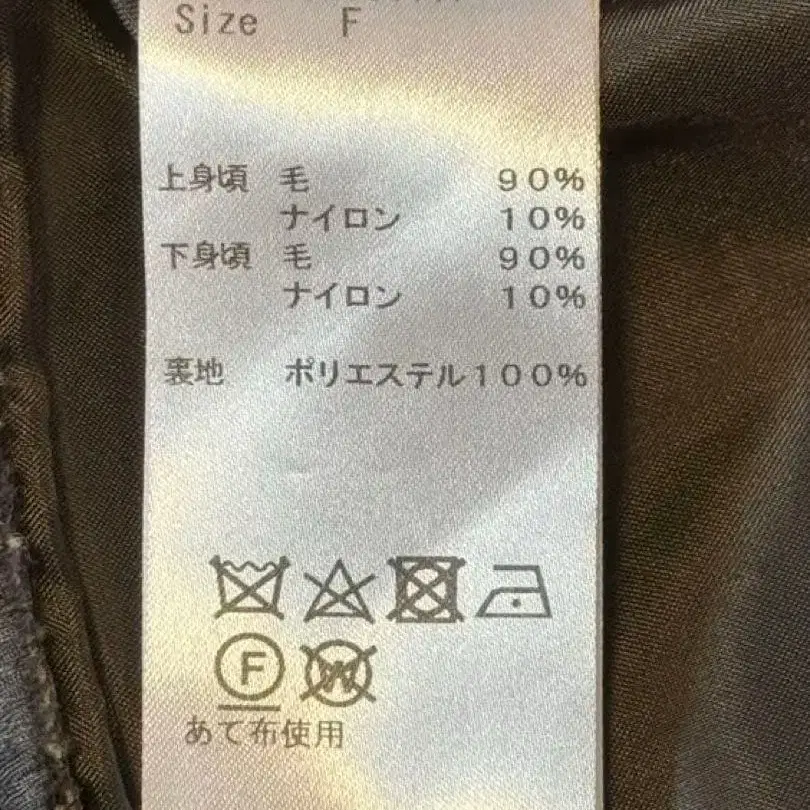 Size F
上身頃 毛 90%
ナイロン 10%
下身頃 毛 90%
ナイロン 10%
裏地 ポリエステル100%
F
W
あて布使用